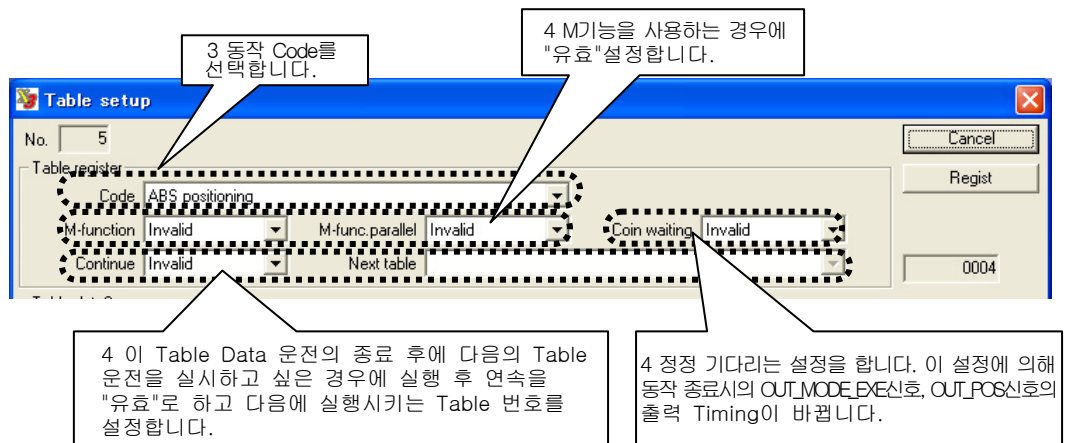 4 M기능을 사용하는 경우에
"유효"설정합니다.
3 동작 Code를
선택합니다.
Table setup
No. 5
Cancel
Table register
Regist
Code ABS positioning
M-function Invalid M-func.parallel Invalid Coin waiting Invalid
Continue Invalid Next table
0004
4 이 Table Data 운전의 종료 후에 다음의 Table
운전을 실시하고 싶은 경우에 실행 후 연속을
"유효"로 하고 다음에 실행시키는 Table 번호를
설정합니다.
4 정정 기다리는 설정을 합니다. 이 설정에 의해
동작 종료시의 OUT_MODE_EXE신호, OUT_POS신호의
출력 Timing이 바뀝니다.